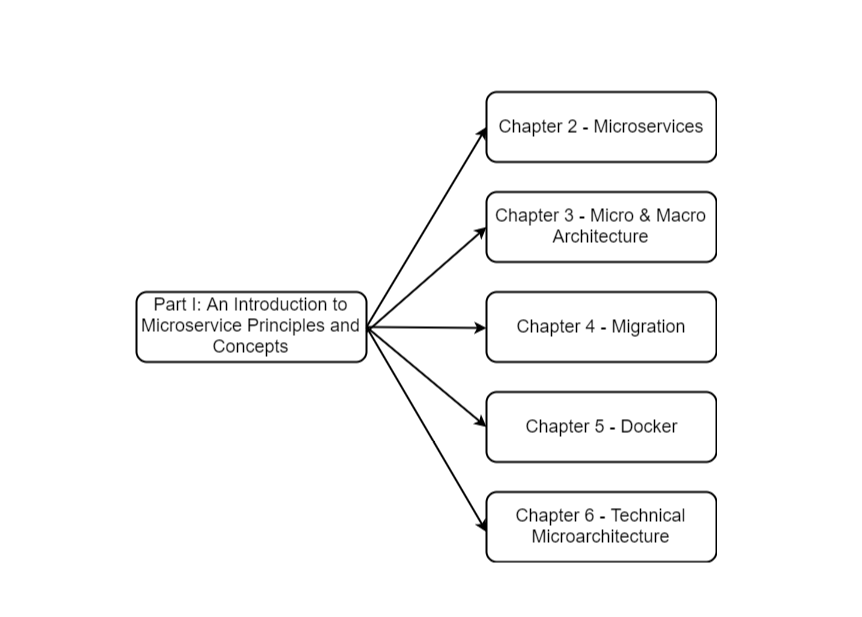 Chapter 2 - Microservices
Chapter 3 - Micro & Macro
Architecture
Part I: An Introduction to
Microservice Principles and
Concepts
Chapter 4 - Migration
Chapter 5 - Docker
Chapter 6 - Technical
Microarchitecture